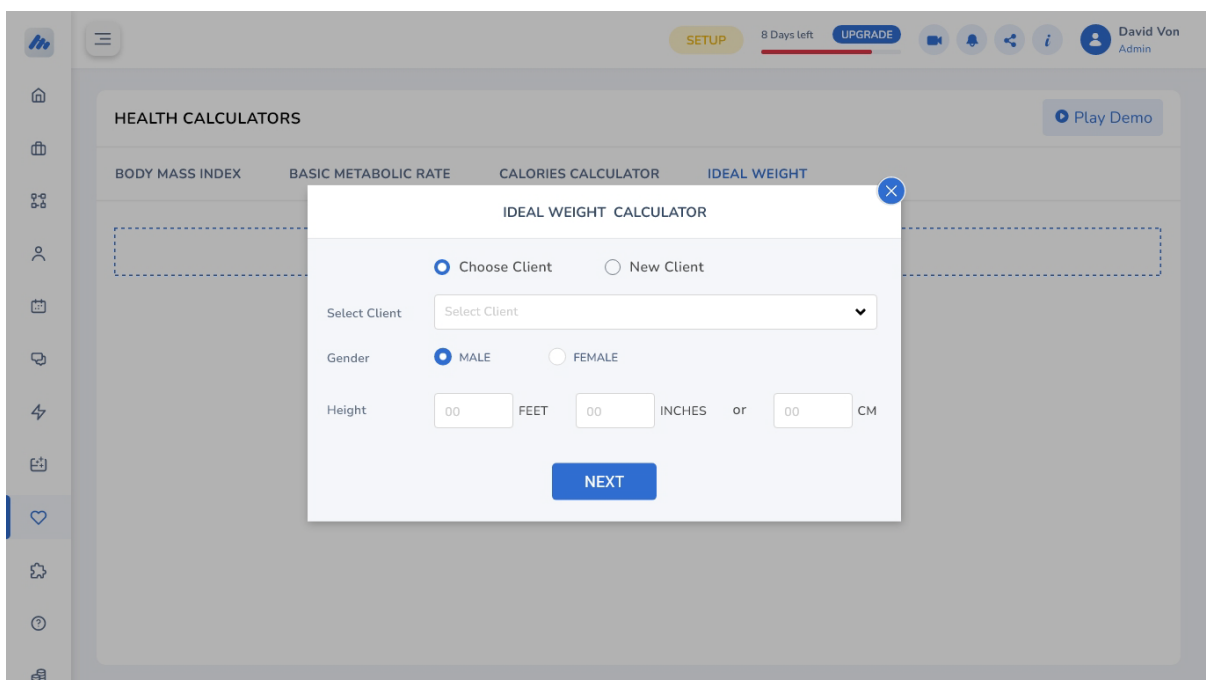 SETUP 8 Days left UPGRADE i David Von
Admin
HEALTH CALCULATORS Play Demo
BODY MASS INDEX BASIC METABOLIC RATE CALORIES CALCULATOR IDEAL WEIGHT
IDEAL WEIGHT CALCULATOR
Choose Client New Client
Select Client Select Client
Gender MALE FEMALE
Height 00 FEET 00 INCHES or 00 CM
NEXT